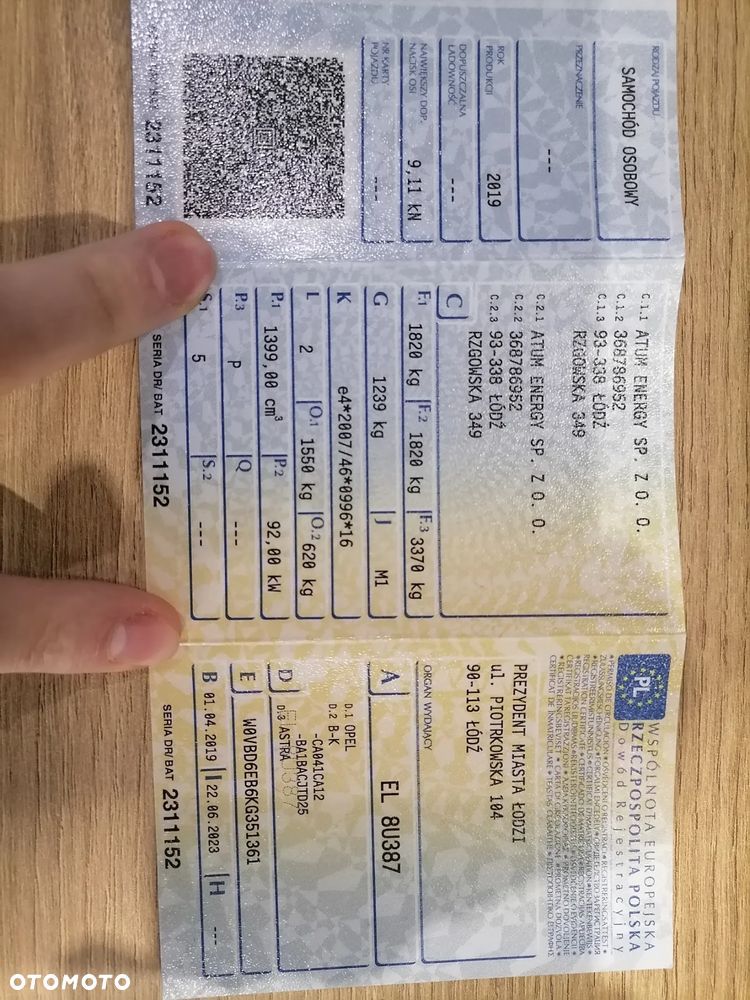 WSPÓLNOTA EUROPEJSKA
RZECZPOSPOLITA POLSKA
Dowód Rejestracyjny
PL
ORGAN WYDAJĄCY
PREZYDENT MIASTA ŁODZI
ul. PIOTRKOWSKA 104
90-113 ŁÓDŹ
A EL 8U387
D D.1 OPEL
D.2 B-K
-CA041CA12
-BA1BACJTD25
D.3 ASTRA
E W0VBD6EB6KG351361
B 01.04.2019 I 22.06.2023 H ---
SERIA DR/ BAT 2311152
C.1.1 ATUM ENERGY SP. Z O. O.
C.1.2 368786952
C.1.3 93-338 ŁÓDŹ
RZGOWSKA 349
C.2.1 ATUM ENERGY SP. Z O. O.
C.2.2 368786952
C.2.3 93-338 ŁÓDŹ
RZGOWSKA 349
C
F.1 1820 kg F.2 1820 kg F.3 3370 kg
G 1239 kg J M1
K e4*2007/46*0996*16
L 2 O.1 1550 kg O.2 620 kg
P.1 1399,00 cm³ P.2 92,00 kW
P.3 P Q ---
S.1 5 S.2 ---
SERIA DR/ BAT 2311152
RODZAJ POJAZDU
SAMOCHÓD OSOBOWY
PRZEZNACZENIE
---
ROK PRODUKCJI
2019
DOPUSZCZALNA ŁADOWNOŚĆ
---
NAJWIĘKSZY DOP. NACISK OSI
9,11 kN
NR KARTY POJAZDU
---
2311152
OTOMOTO